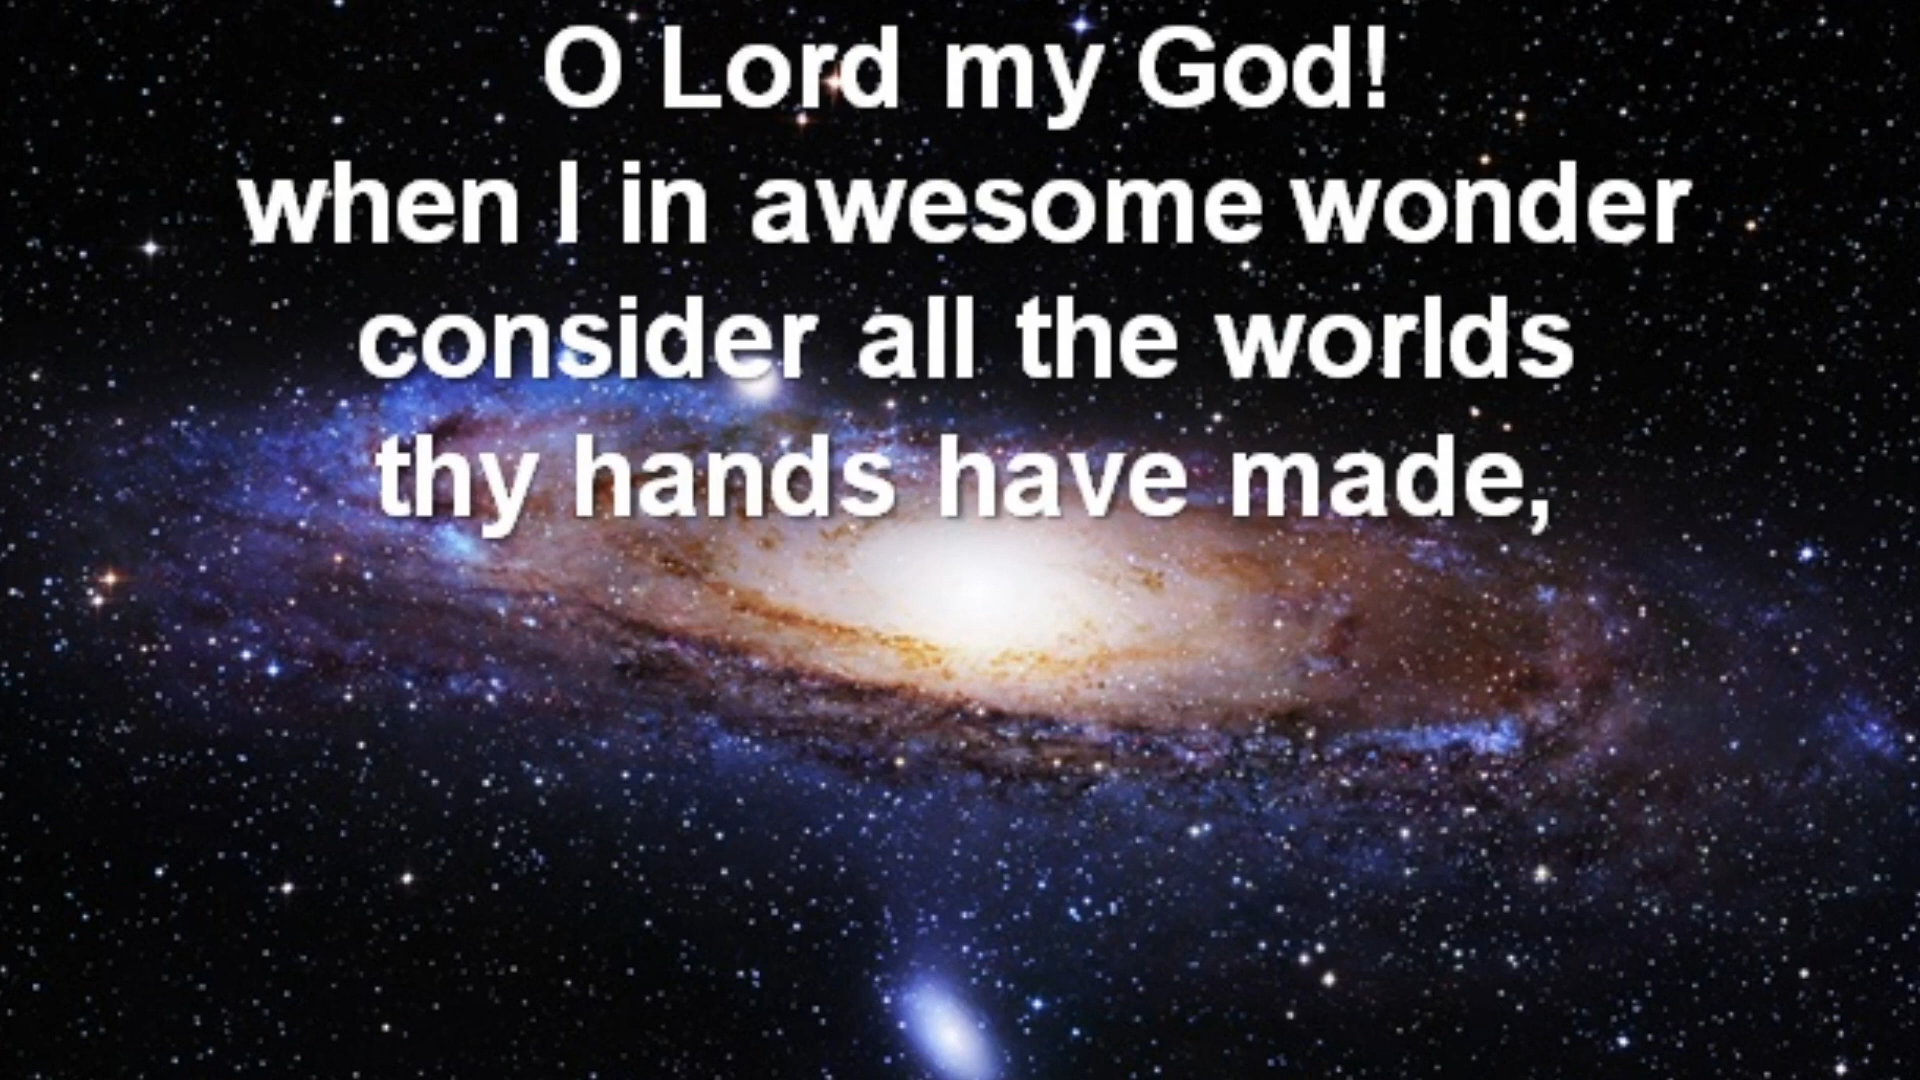 O Lord my God!
when I in awesome wonder
consider all the worlds
thy hands have made,